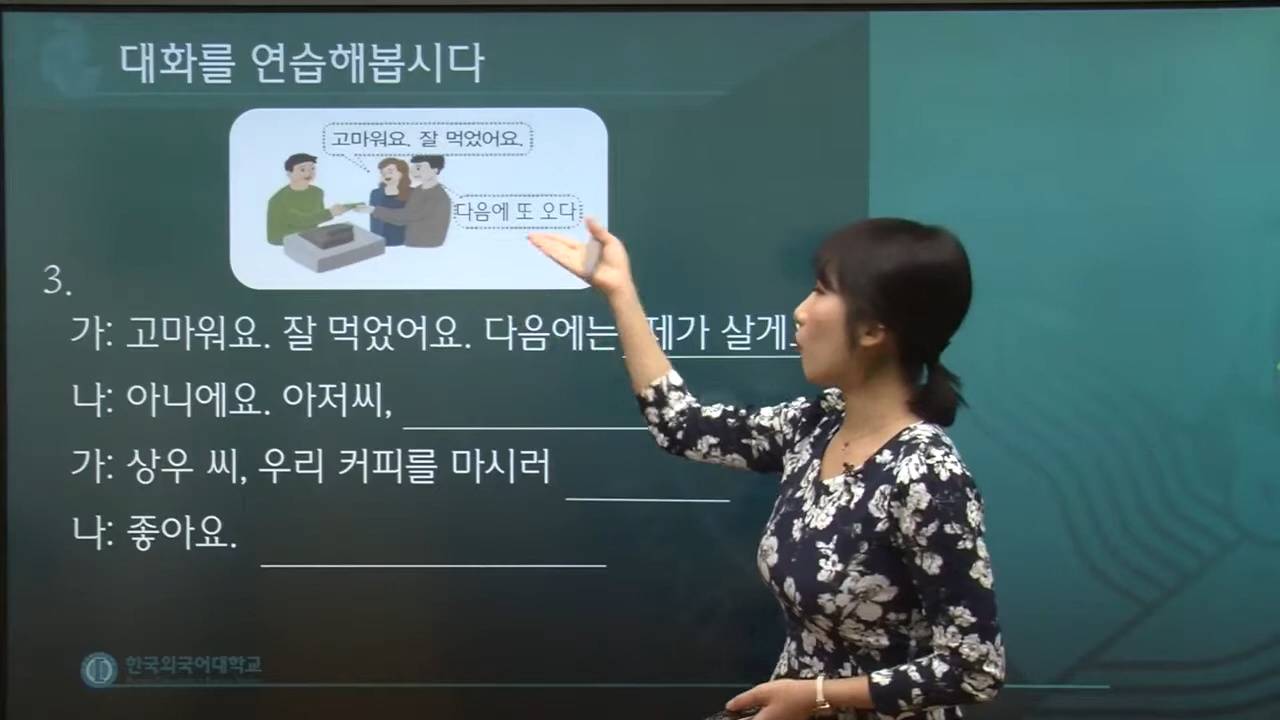 대화를 연습해봅시다
고마워요. 잘 먹었어요.
다음에 또 오다
3.
가: 고마워요. 잘 먹었어요. 다음에는 제가 살게
나: 아니에요. 아저씨,
가: 상우 씨, 우리 커피를 마시러
나: 좋아요.
한국외국어대학교